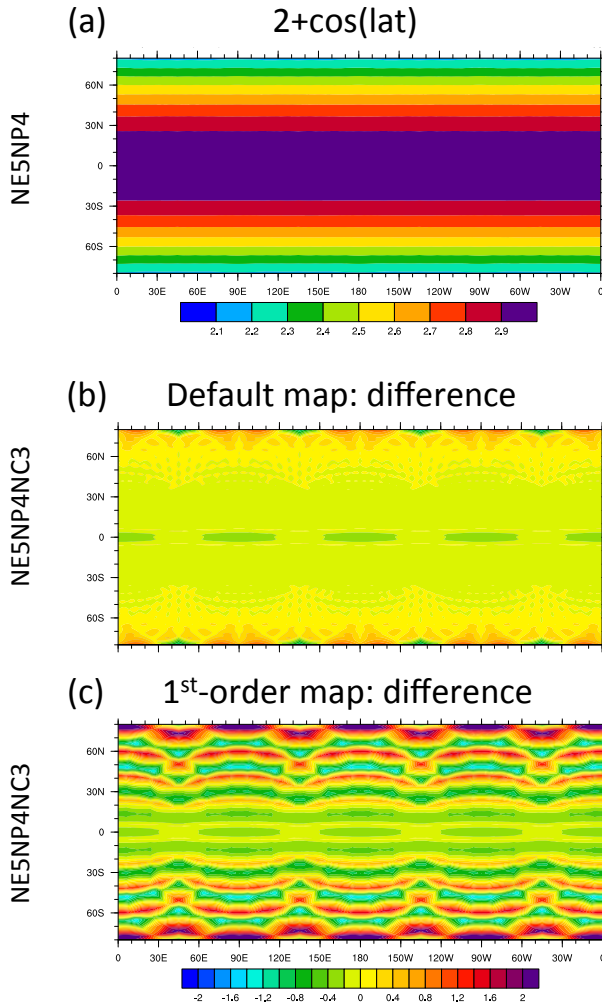 (a) 2+cos(lat)
NE5NP4
60N
30N
0
30S
60S
0 30E 60E 90E 120E 150E 180 150W 120W 90W 60W 30W 0
2.1 2.2 2.3 2.4 2.5 2.6 2.7 2.8 2.9
(b) Default map: difference
NE5NP4NC3
60N
30N
0
30S
60S
(c) 1st-order map: difference
NE5NP4NC3
60N
30N
0
30S
60S
0 30E 60E 90E 120E 150E 180 150W 120W 90W 60W 30W 0
-2 -1.6 -1.2 -0.8 -0.4 0 0.4 0.8 1.2 1.6 2